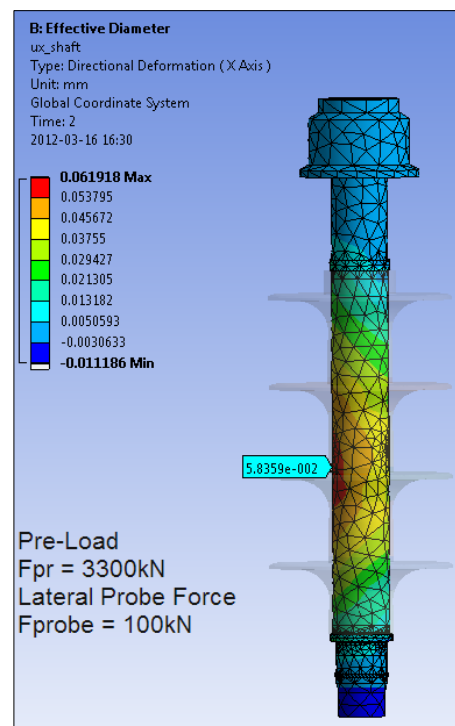 B: Effective Diameter
ux_shaft
Type: Directional Deformation ( X Axis )
Unit: mm
Global Coordinate System
Time: 2
2012-03-16 16:30
0.061918 Max
0.053795
0.045672
0.03755
0.029427
0.021305
0.013182
0.0050593
-0.0030633
-0.011186 Min
5.8359e-002
Pre-Load
Fpr = 3300kN
Lateral Probe Force
Fprobe = 100kN